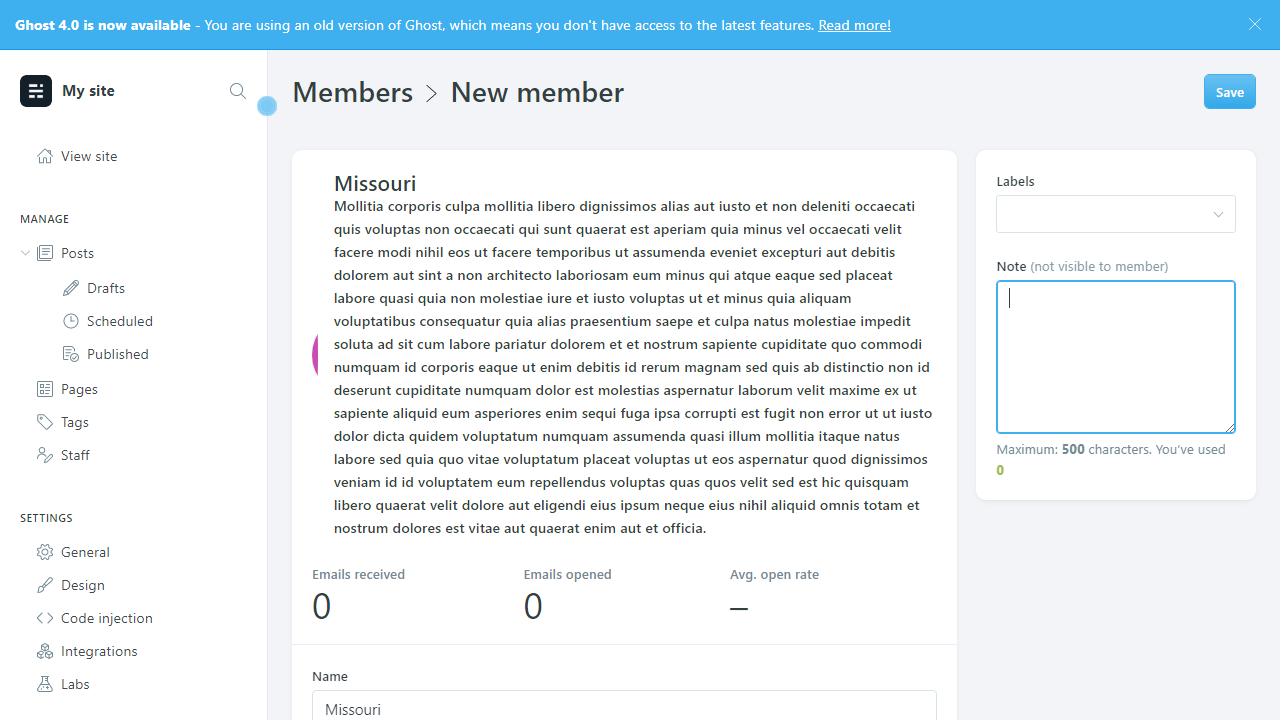 Ghost 4.0 is now available - You are using an old version of Ghost, which means you don't have access to the latest features. Read more!
My site
Members > New member
Save
View site
MANAGE
Posts
Drafts
Scheduled
Published
Pages
Tags
Staff
SETTINGS
General
Design
Code injection
Integrations
Labs
Missouri
Mollitia corporis culpa mollitia libero dignissimos alias aut iusto et non deleniti occaecati
quis voluptas non occaecati qui sunt quaerat est aperiam quia minus vel occaecati velit
facere modi nihil eos ut facere temporibus ut assumenda eveniet excepturi aut debitis
dolorem aut sint a non architecto laboriosam eum minus qui atque eaque sed placeat
labore quasi quia non molestiae iure et iusto voluptas ut et minus quia aliquam
voluptatibus consequatur quia alias praesentium saepe et culpa natus molestiae impedit
soluta ad sit cum labore pariatur dolorem et et nostrum sapiente cupiditate quo commodi
numquam id corporis eaque ut enim debitis id rerum magnam sed quis ab distinctio non id
deserunt cupiditate numquam dolor est molestias aspernatur laborum velit maxime ex ut
sapiente aliquid eum asperiores enim sequi fuga ipsa corrupti est fugit non error ut ut iusto
dolor dicta quidem voluptatum numquam assumenda quasi illum mollitia itaque natus
labore sed quia quo vitae voluptatum placeat voluptas ut eos aspernatur quod dignissimos
veniam id id voluptatem eum repellendus voluptas quas quos velit sed est hic quisquam
libero quaerat velit dolore aut eligendi eius ipsum neque eius nihil aliquid omnis totam et
nostrum dolores est vitae aut quaerat enim aut et officia.
Emails received
0
Emails opened
0
Avg. open rate
–
Name
Missouri
Labels
Note (not visible to member)
Maximum: 500 characters. You've used
0